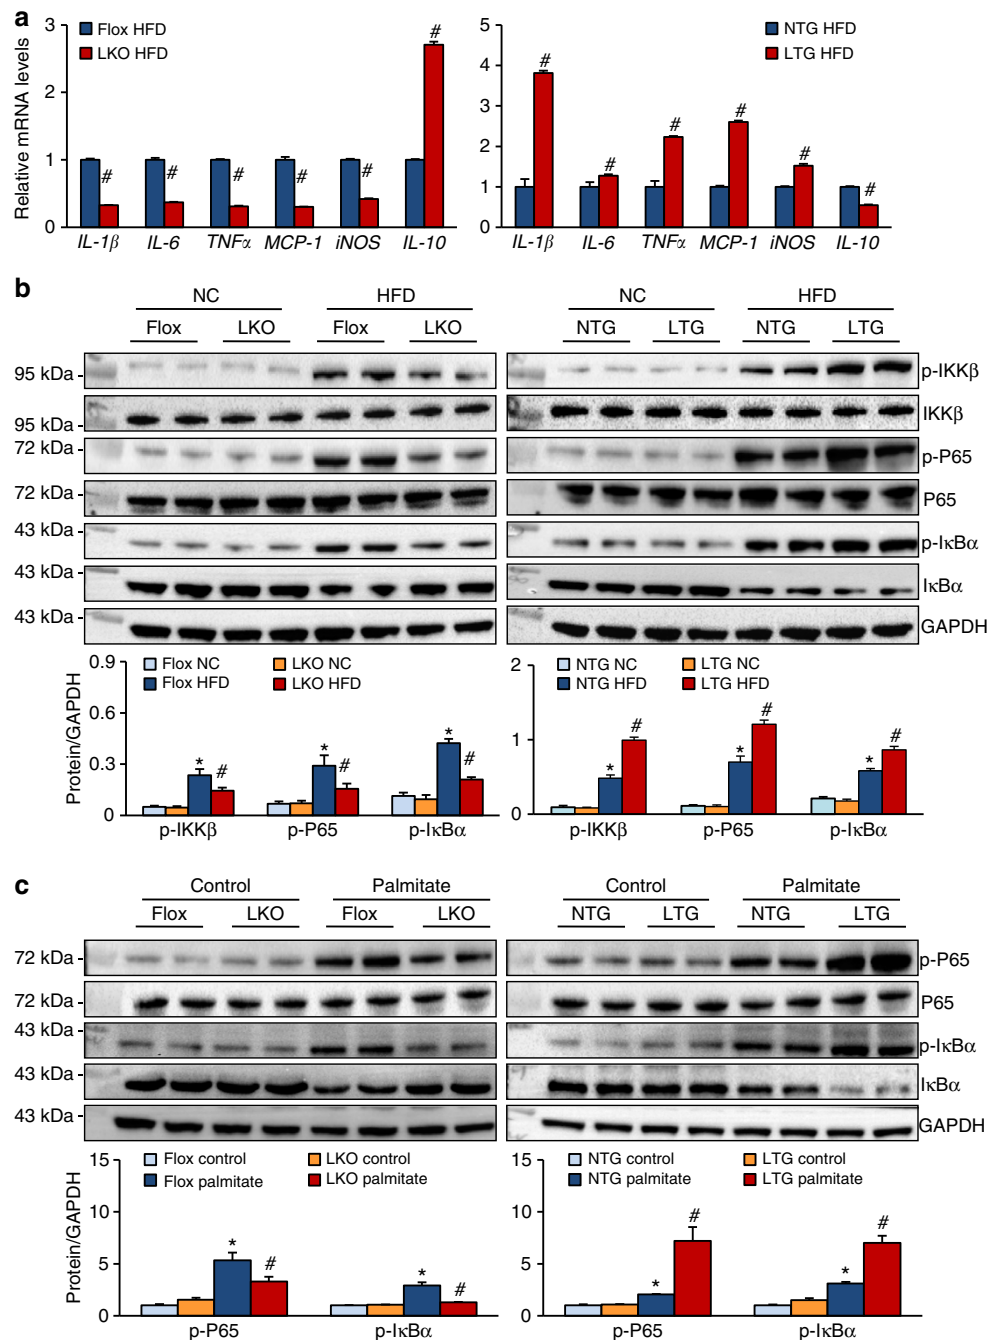 a
Relative mRNA levels
3
2
1
0
Flox HFD
LKO HFD
# # # # # #
IL-1β IL-6 TNFα MCP-1 iNOS IL-10
5
4
3
2
1
0
NTG HFD
LTG HFD
# # # # # #
IL-1β IL-6 TNFα MCP-1 iNOS IL-10
b
NC HFD NC HFD
Flox LKO Flox LKO NTG LTG NTG LTG
95 kDa p-IKKβ
95 kDa IKKβ
72 kDa p-P65
72 kDa P65
43 kDa p-IκBα
43 kDa IκBα
43 kDa GAPDH
Protein/GAPDH
0.9
0.6
0.3
0
Flox NC LKO NC
Flox HFD LKO HFD
* # * # * #
p-IKKβ p-P65 p-IκBα
2
1
0
NTG NC LTG NC
NTG HFD LTG HFD
* # * # * #
p-IKKβ p-P65 p-IκBα
c
Control Palmitate Control Palmitate
Flox LKO Flox LKO NTG LTG NTG LTG
72 kDa p-P65
72 kDa P65
43 kDa p-IκBα
43 kDa IκBα
43 kDa GAPDH
Protein/GAPDH
15
10
5
0
Flox control LKO control
Flox palmitate LKO palmitate
* # * #
p-P65 p-IκBα
15
10
5
0
NTG control LTG control
NTG palmitate LTG palmitate
* # * #
p-P65 p-IκBα